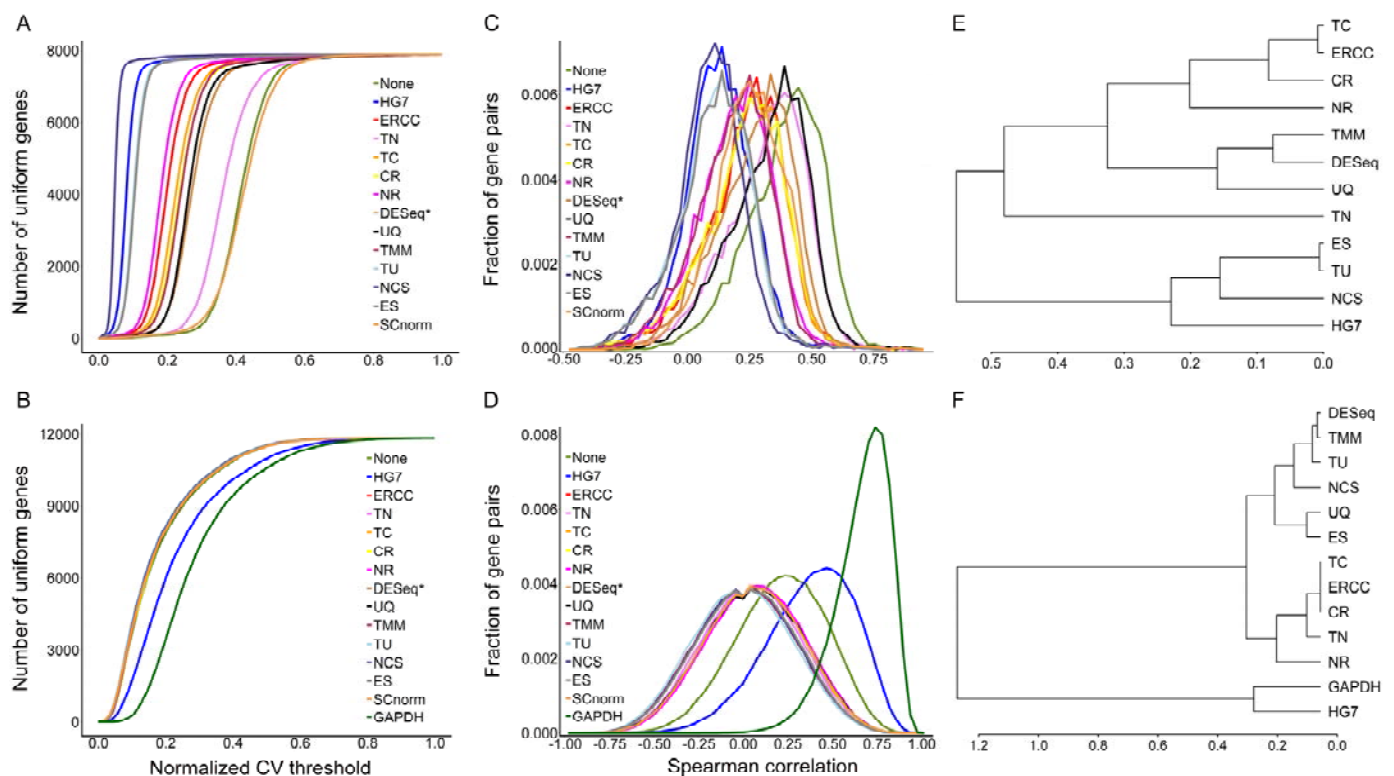 A
Number of uniform genes
8000
6000
4000
2000
0
0.0 0.2 0.4 0.6 0.8 1.0
None
HG7
ERCC
TN
TC
CR
NR
DESeq*
UQ
TMM
TU
NCS
ES
SCnorm
B
Number of uniform genes
12000
9000
6000
3000
0
0.0 0.2 0.4 0.6 0.8 1.0
Normalized CV threshold
None
HG7
ERCC
TN
TC
CR
NR
DESeq*
UQ
TMM
TU
NCS
ES
SCnorm
GAPDH
C
Fraction of gene pairs
0.006
0.004
0.002
0.000
-0.50 -0.25 0.00 0.25 0.50 0.75
None
HG7
ERCC
TN
TC
CR
NR
DESeq*
UQ
TMM
TU
NCS
ES
SCnorm
D
Fraction of gene pairs
0.008
0.006
0.004
0.002
0.000
-1.00 -0.75 -0.50 -0.25 0.00 0.25 0.50 0.75 1.00
Spearman correlation
None
HG7
ERCC
TN
TC
CR
NR
DESeq*
UQ
TMM
TU
NCS
ES
SCnorm
GAPDH
E
TC
ERCC
CR
NR
TMM
DESeq
UQ
TN
ES
TU
NCS
HG7
0.5 0.4 0.3 0.2 0.1 0.0
F
DESeq
TMM
TU
NCS
UQ
ES
TC
ERCC
CR
TN
NR
GAPDH
HG7
1.2 1.0 0.8 0.6 0.4 0.2 0.0